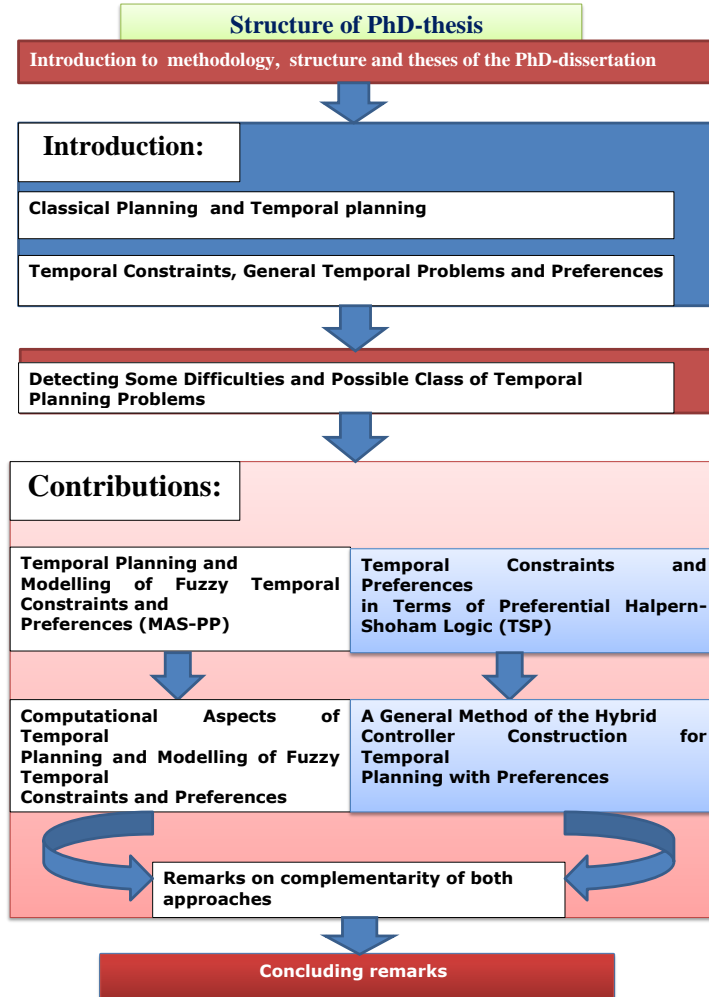 Structure of PhD-thesis
Introduction to methodology, structure and theses of the PhD-dissertation
Introduction:
Classical Planning and Temporal planning
Temporal Constraints, General Temporal Problems and Preferences
Detecting Some Difficulties and Possible Class of Temporal
Planning Problems
Contributions:
Temporal Planning and
Modelling of Fuzzy Temporal
Constraints and
Preferences (MAS-PP)
Temporal Constraints and
Preferences
in Terms of Preferential Halpern-
Shoham Logic (TSP)
Computational Aspects of
Temporal
Planning and Modelling of Fuzzy
Temporal
Constraints and Preferences
A General Method of the Hybrid
Controller Construction for
Temporal
Planning with Preferences
Remarks on complementarity of both
approaches
Concluding remarks